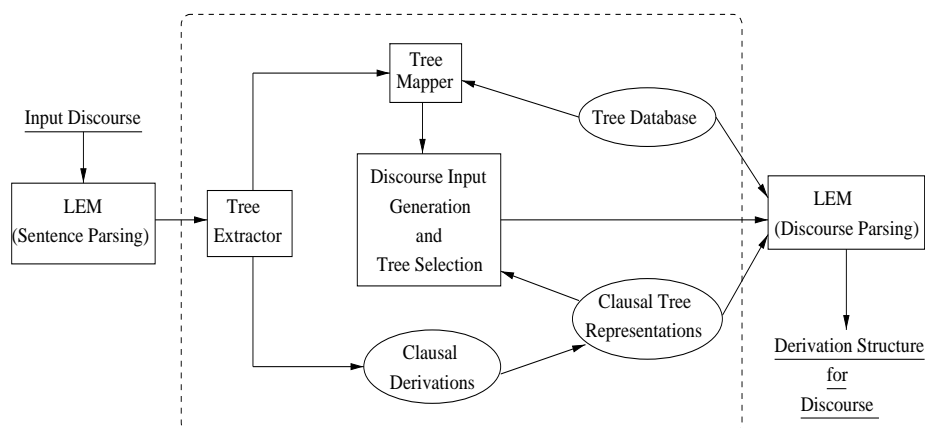 Input Discourse
LEM
(Sentence Parsing)
Tree
Extractor
Tree
Mapper
Discourse Input
Generation
and
Tree Selection
Tree Database
Clausal
Derivations
Clausal Tree
Representations
LEM
(Discourse Parsing)
Derivation Structure
for
Discourse